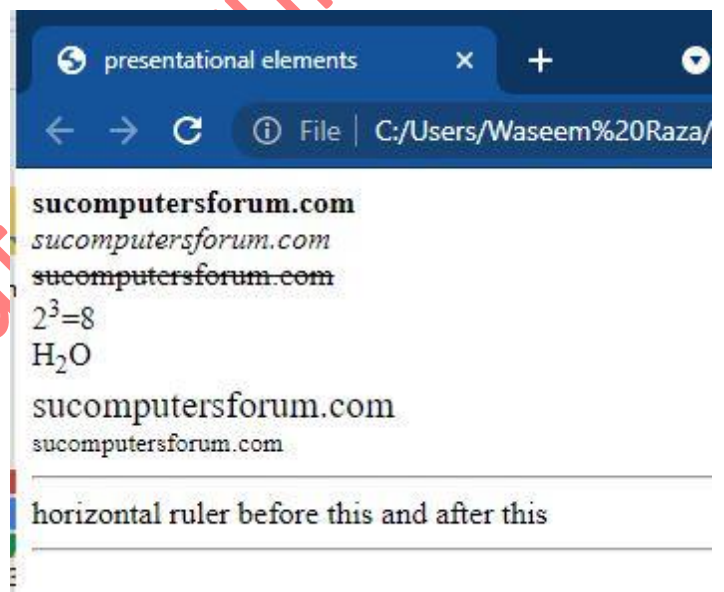 presentational elements
File C:/Users/Waseem%20Raza/
sucomputersforum.com
sucomputersforum.com
sucomputersforum.com
2³=8
H₂O
sucomputersforum.com
sucomputersforum.com
horizontal ruler before this and after this